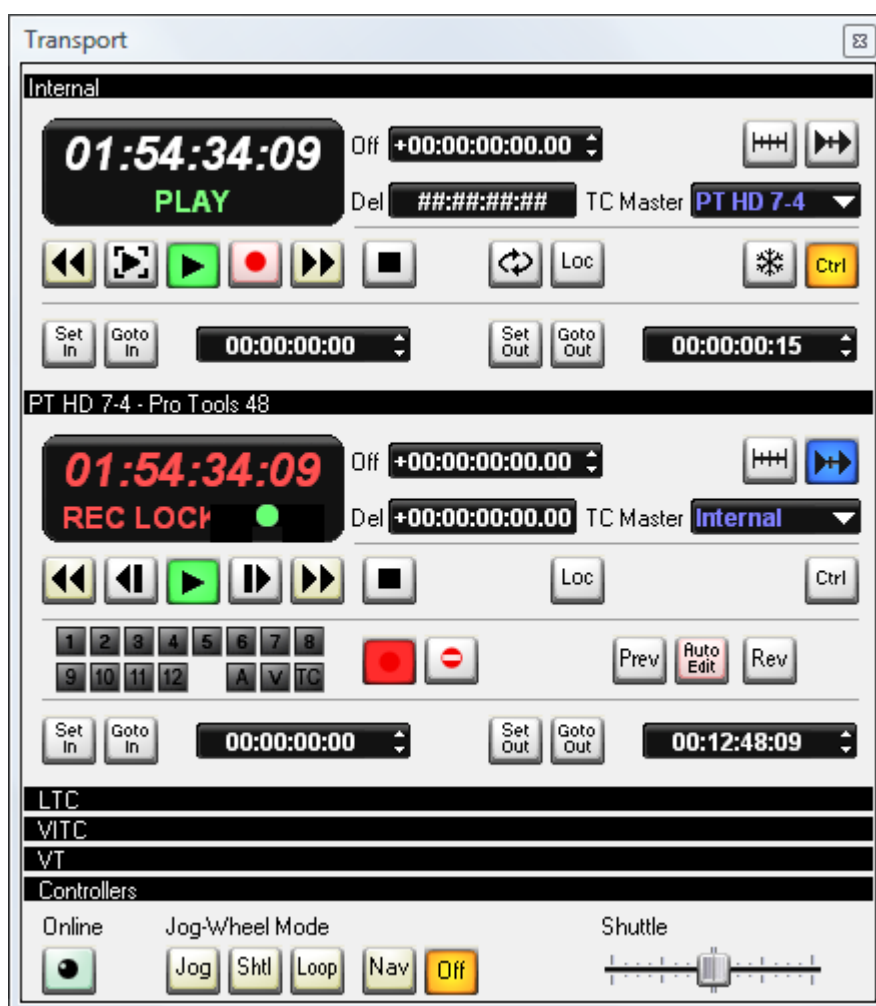 Transport
Internal
01:54:34:09
PLAY
Off +00:00:00:00.00
Del ##:##:##:## TC Master PT HD 7-4
Loc Ctrl
Set In Goto In 00:00:00:00 Set Out Goto Out 00:00:00:15
PT HD 7-4 - Pro Tools 48
01:54:34:09
REC LOCK
Off +00:00:00:00.00
Del +00:00:00:00.00 TC Master Internal
Loc Ctrl
1 2 3 4 5 6 7 8
9 10 11 12 A V TC
Prev Auto Edit Rev
Set In Goto In 00:00:00:00 Set Out Goto Out 00:12:48:09
LTC
VITC
VT
Controllers
Online Jog-Wheel Mode Shuttle
Jog Shtl Loop Nav Off